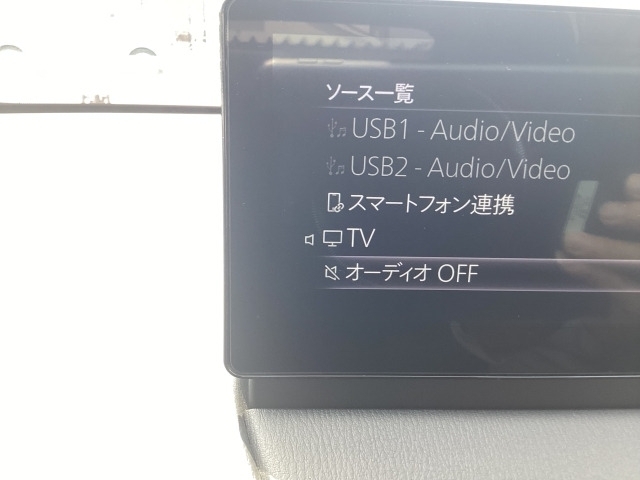 ソース一覧
USB1 - Audio/Video
USB2 - Audio/Video
スマートフォン連携
TV
オーディオ OFF